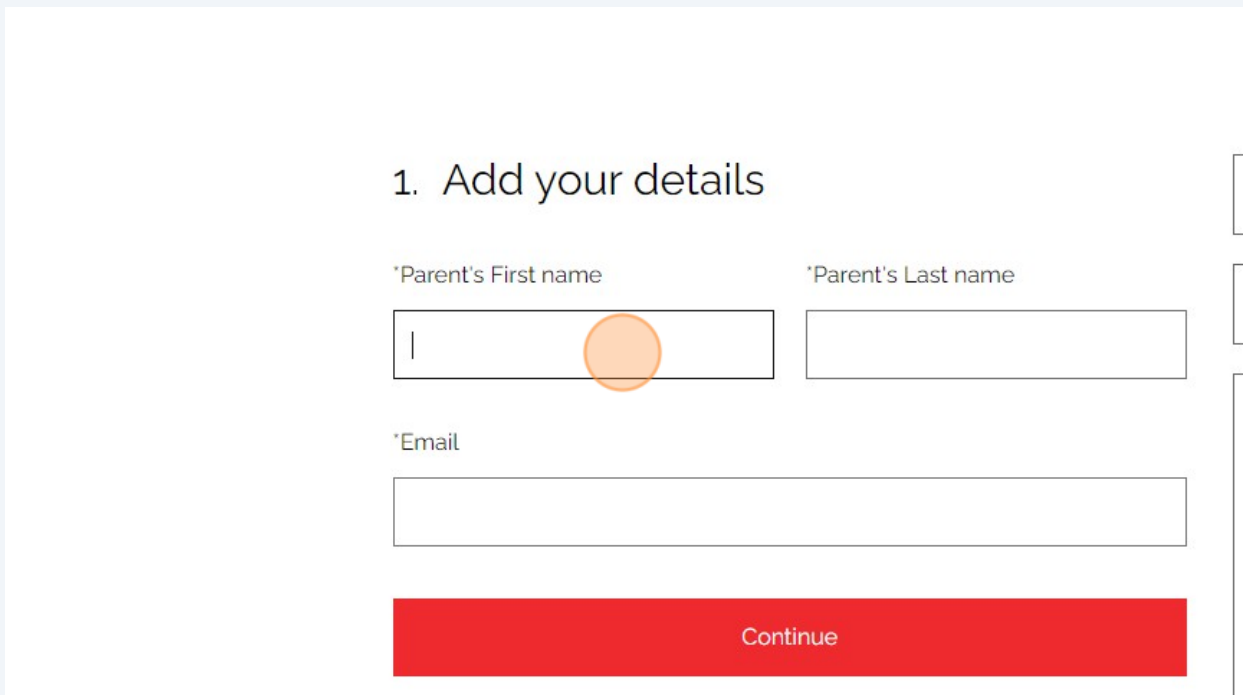 1. Add your details
*Parent's First name
*Parent's Last name
*Email
Continue